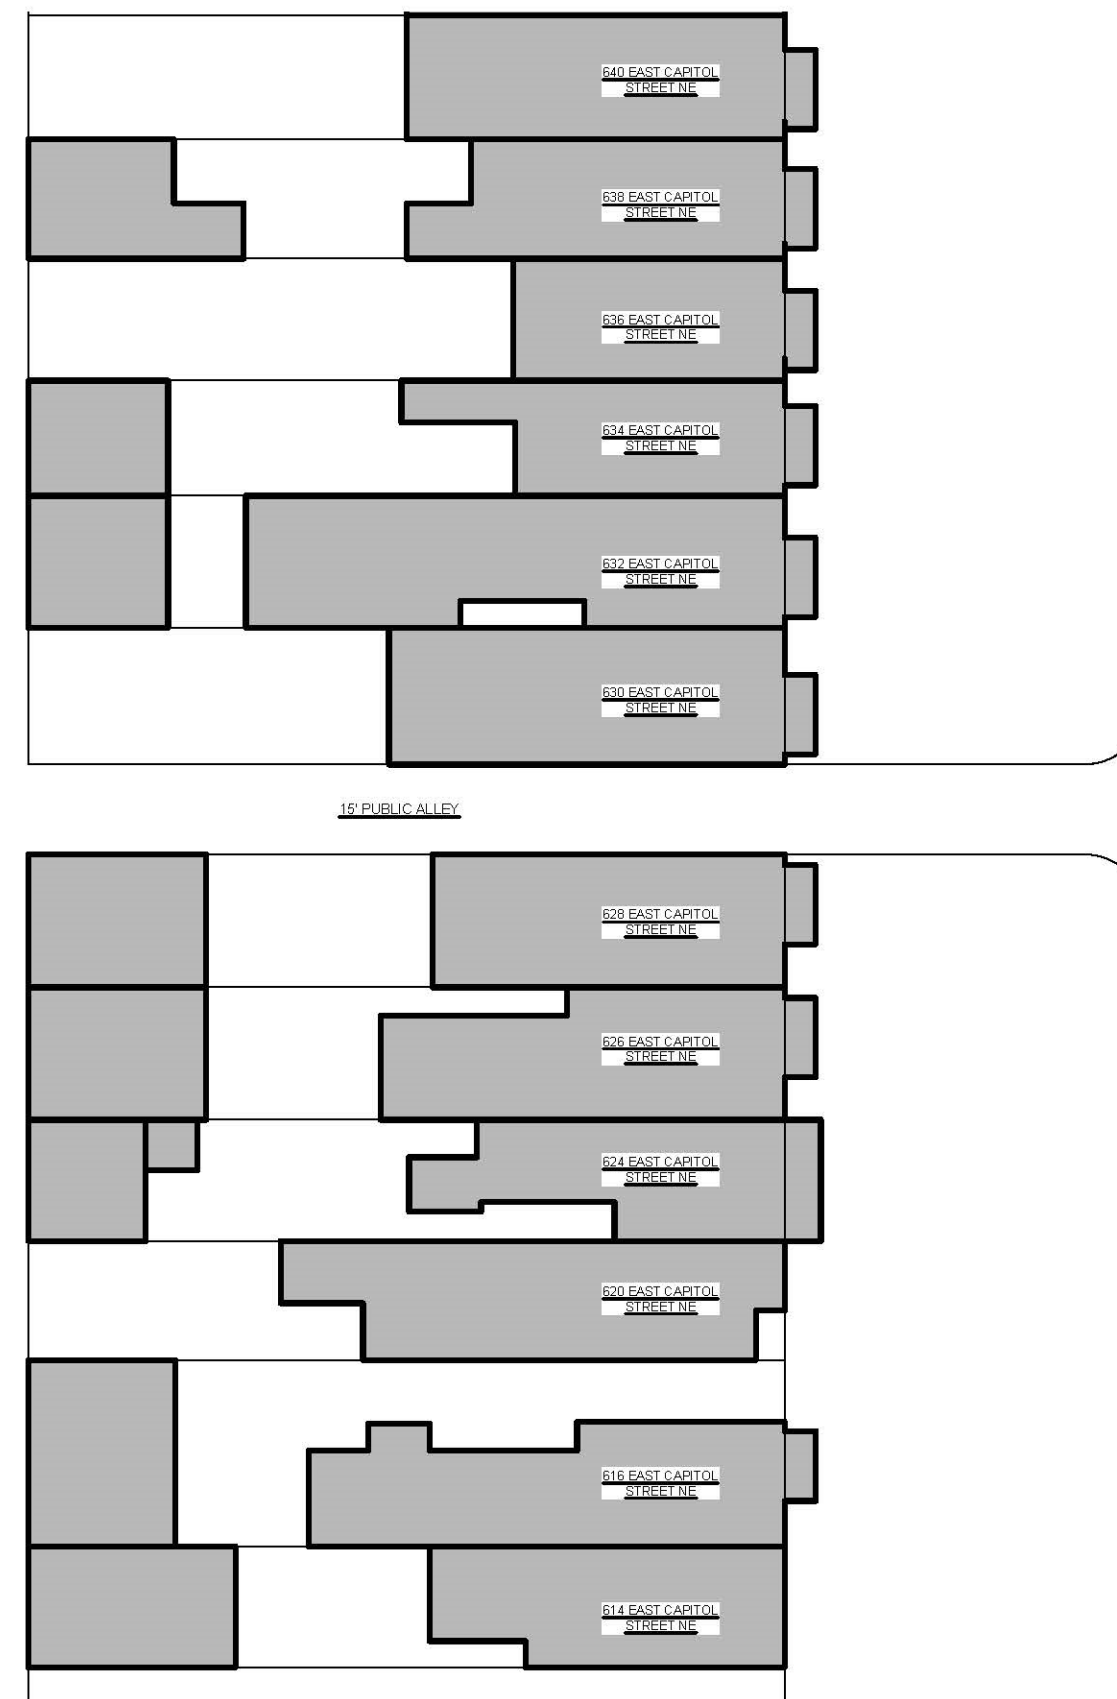 640 EAST CAPITOL
STREET NE
638 EAST CAPITOL
STREET NE
636 EAST CAPITOL
STREET NE
634 EAST CAPITOL
STREET NE
632 EAST CAPITOL
STREET NE
630 EAST CAPITOL
STREET NE
15' PUBLIC ALLEY
628 EAST CAPITOL
STREET NE
626 EAST CAPITOL
STREET NE
624 EAST CAPITOL
STREET NE
620 EAST CAPITOL
STREET NE
616 EAST CAPITOL
STREET NE
614 EAST CAPITOL
STREET NE